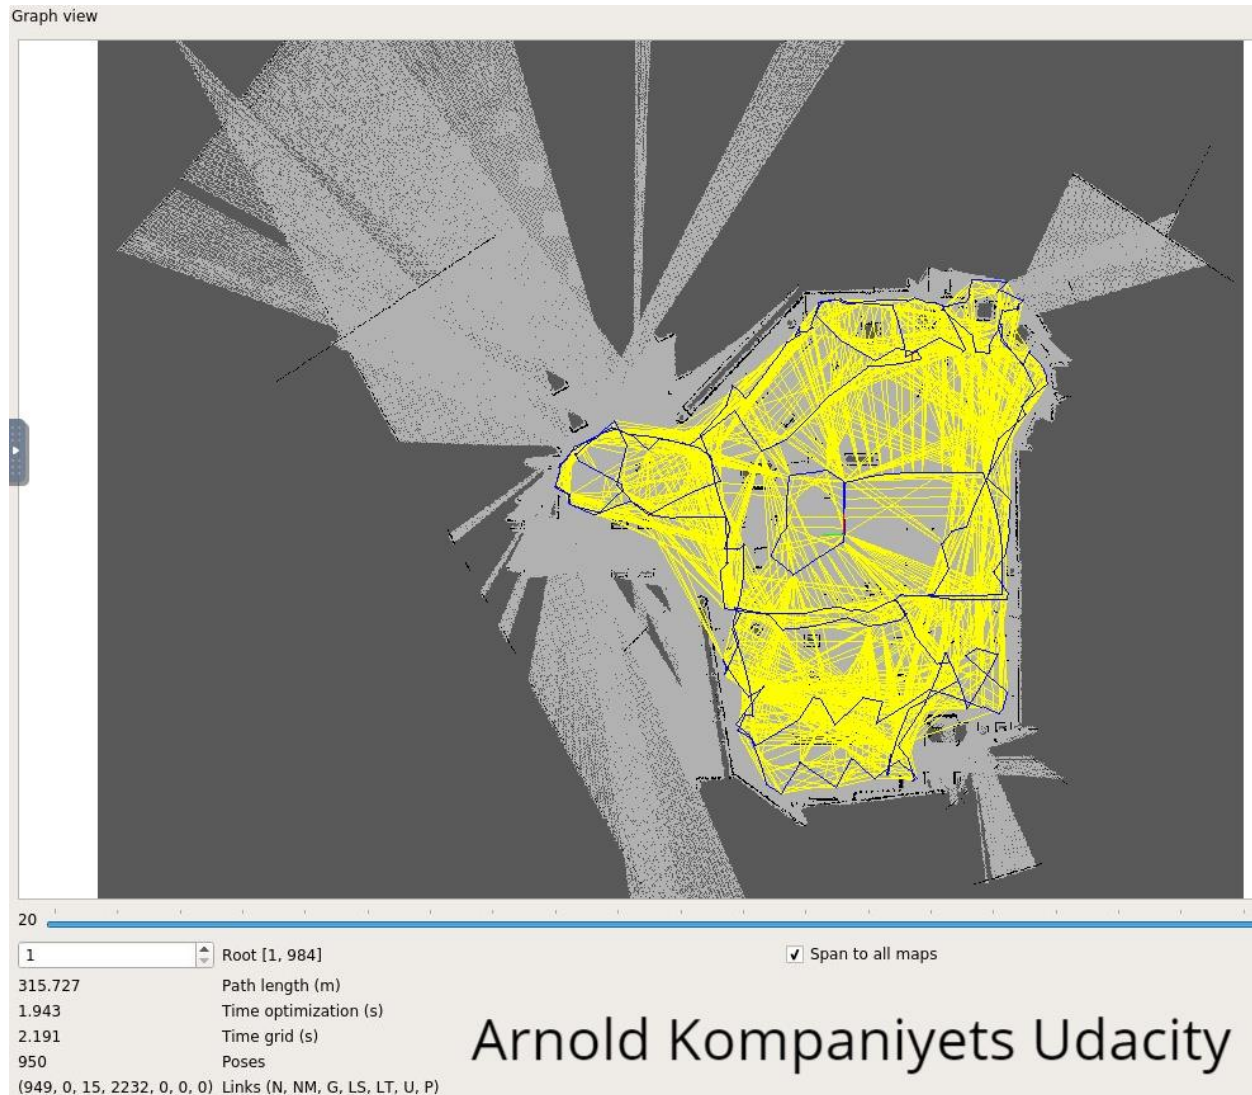 Graph view
20
1 Root [1, 984] Span to all maps
315.727 Path length (m)
1.943 Time optimization (s)
2.191 Time grid (s)
950 Poses
(949, 0, 15, 2232, 0, 0, 0) Links (N, NM, G, LS, LT, U, P)
Arnold Kompaniyets Udacity